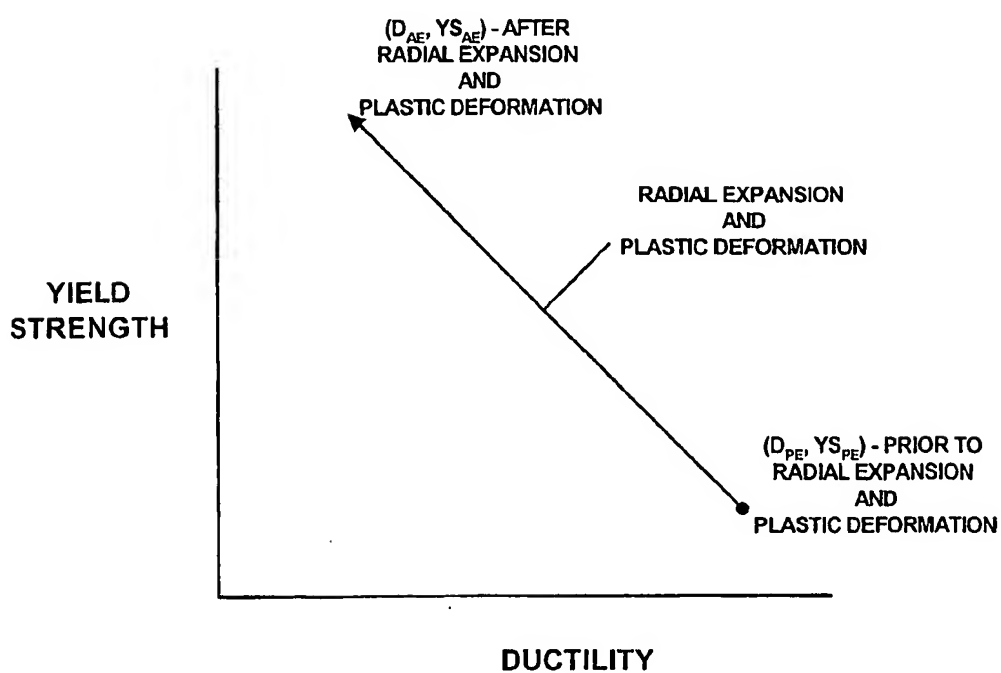 (D_AE, YS_AE) - AFTER
RADIAL EXPANSION
AND
PLASTIC DEFORMATION
RADIAL EXPANSION
AND
PLASTIC DEFORMATION
YIELD
STRENGTH
(D_PE, YS_PE) - PRIOR TO
RADIAL EXPANSION
AND
PLASTIC DEFORMATION
DUCTILITY